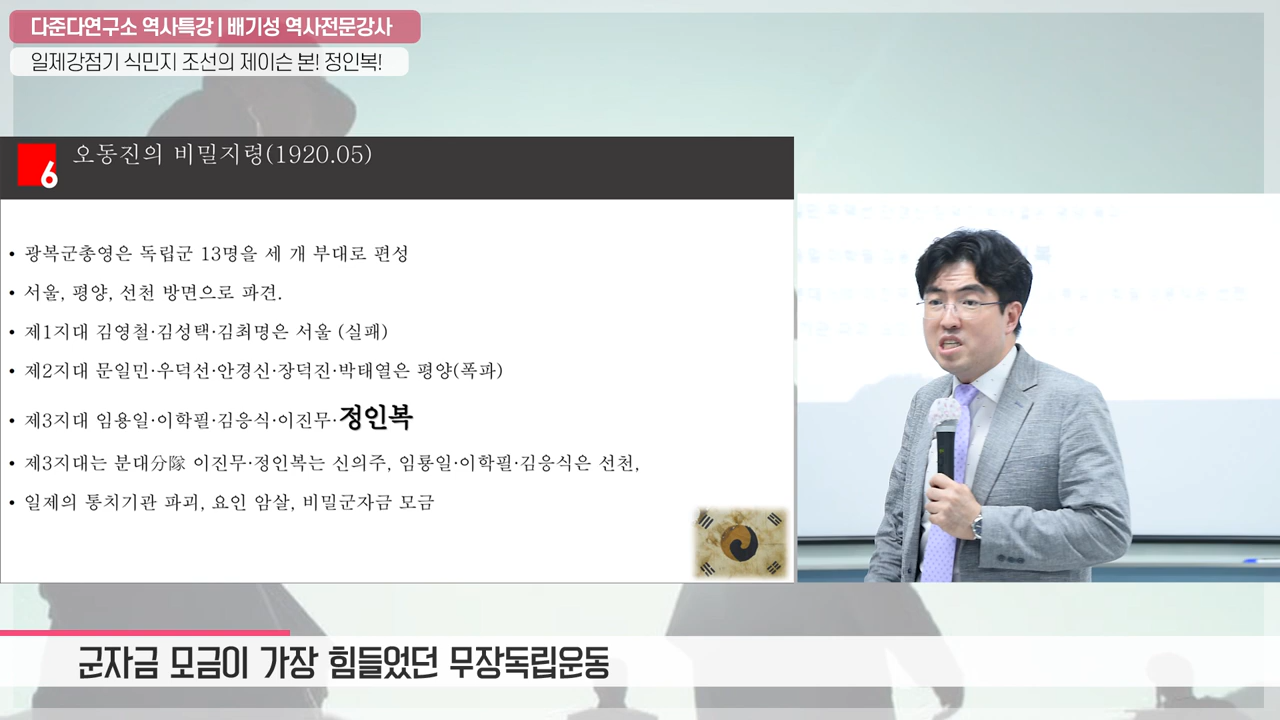 다준다연구소 역사특강 | 배기성 역사전문강사
일제강점기 식민지 조선의 제이슨 본! 정인복!
6
오동진의 비밀지령(1920.05)
• 광복군총영은 독립군 13명을 세 개 부대로 편성
• 서울, 평양, 선천 방면으로 파견.
• 제1지대 김영철·김성택·김최명은 서울 (실패)
• 제2지대 문일민·우덕선·안경신·장덕진·박태열은 평양(폭파)
• 제3지대 임용일·이학필·김응식·이진무·정인복
• 제3지대는 분대分隊 이진무·정인복는 신의주, 임룡일·이학필·김응식은 선천,
• 일제의 통치기관 파괴, 요인 암살, 비밀군자금 모금
군자금 모금이 가장 힘들었던 무장독립운동